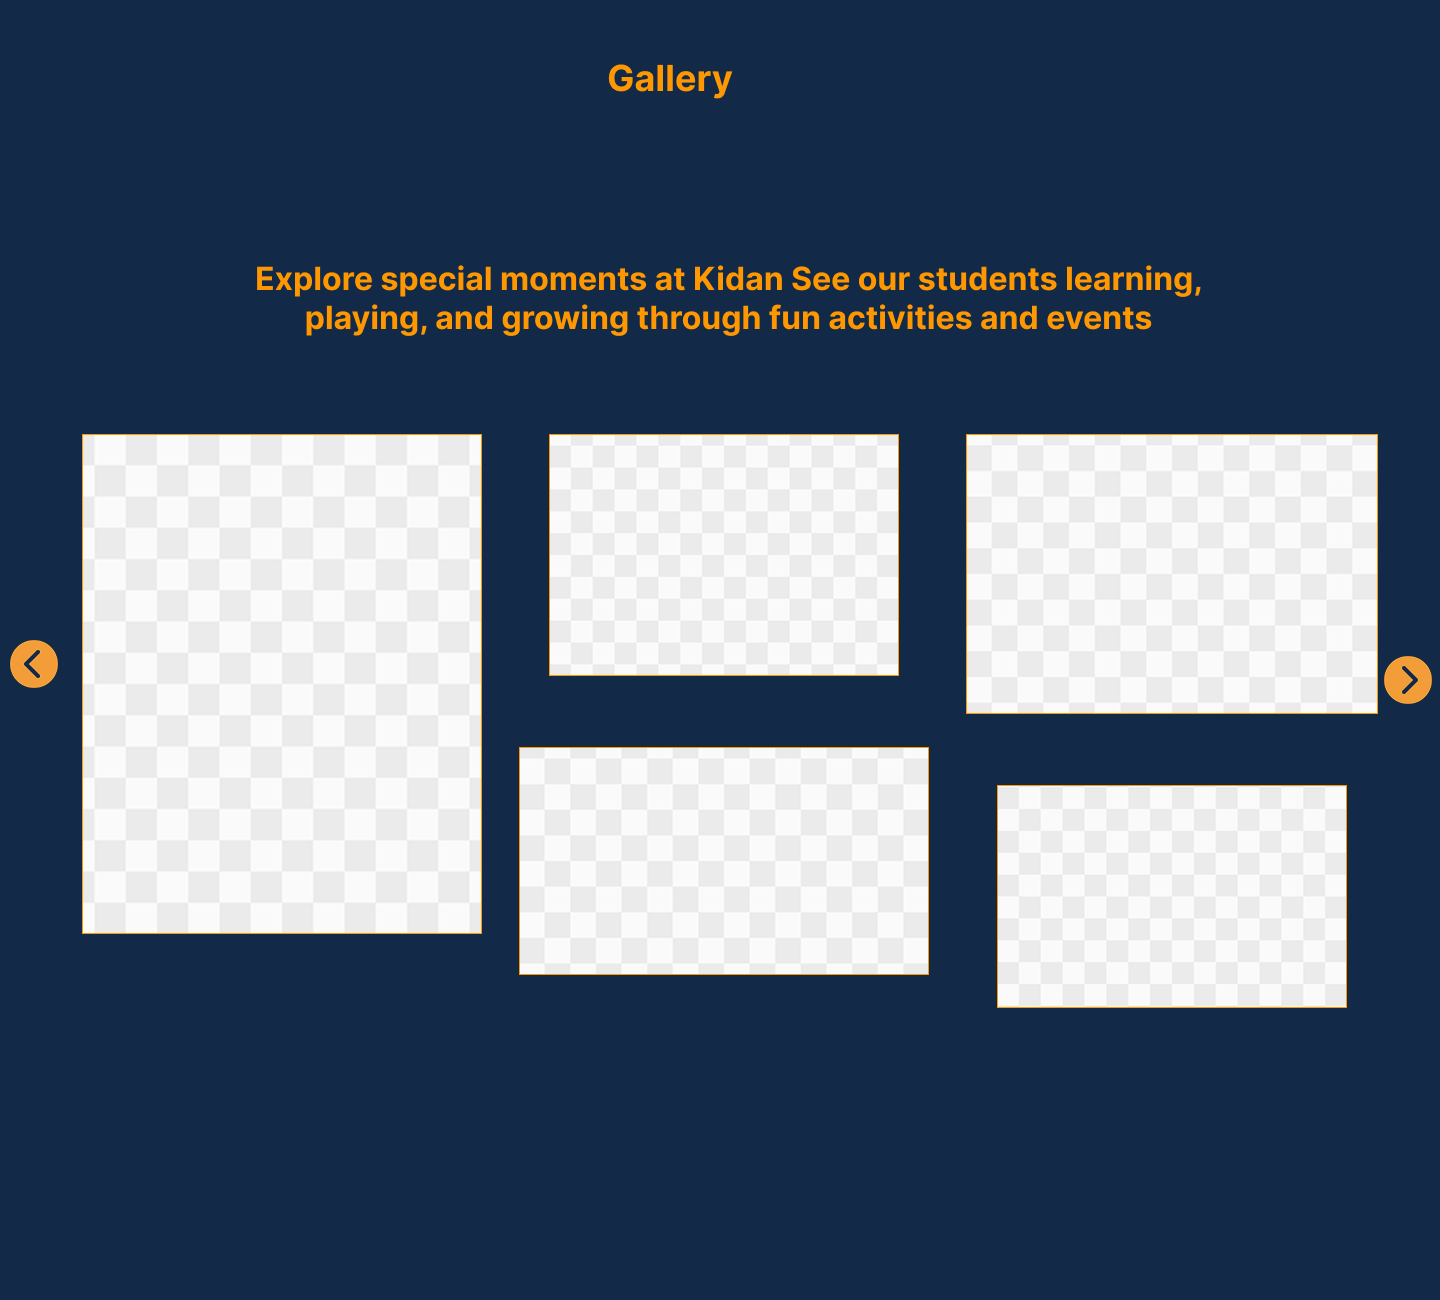 Gallery
Explore special moments at Kidan See our students learning,
playing, and growing through fun activities and events